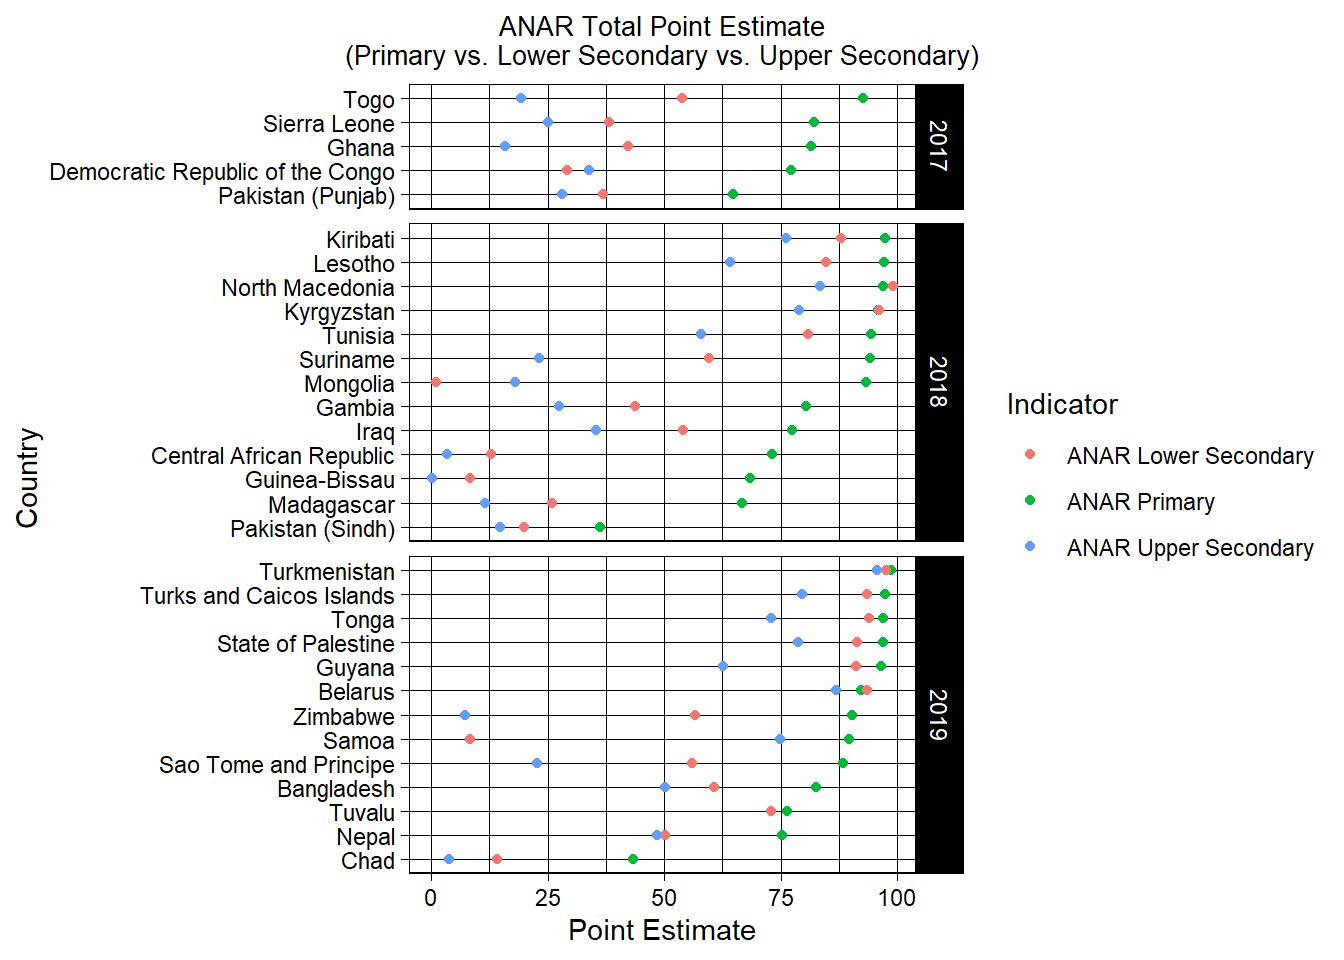 ANAR Total Point Estimate
(Primary vs. Lower Secondary vs. Upper Secondary)
Togo
Sierra Leone
Ghana
Democratic Republic of the Congo
Pakistan (Punjab)
2017
Kiribati
Lesotho
North Macedonia
Kyrgyzstan
Tunisia
Suriname
Mongolia
Gambia
Iraq
Central African Republic
Guinea-Bissau
Madagascar
Pakistan (Sindh)
2018
Turkmenistan
Turks and Caicos Islands
Tonga
State of Palestine
Guyana
Belarus
Zimbabwe
Samoa
Sao Tome and Principe
Bangladesh
Tuvalu
Nepal
Chad
2019
Country
0 25 50 75 100
Point Estimate
Indicator
ANAR Lower Secondary
ANAR Primary
ANAR Upper Secondary